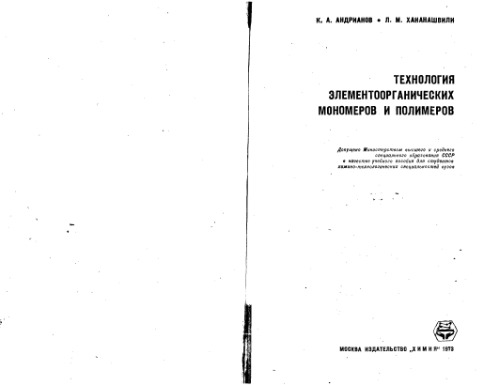 К. А. АНДРИАНОВ • Л. М. ХАНАНАШВИЛИ
ТЕХНОЛОГИЯ
ЭЛЕМЕНТООРГАНИЧЕСКИХ
МОНОМЕРОВ И ПОЛИМЕРОВ
Допущено Министерством высшего и среднего
специального образования СССР
в качестве учебного пособия для студентов
химико-технологических специальностей вузов
МОСКВА ИЗДАТЕЛЬСТВО „ХИМИЯ" 1973